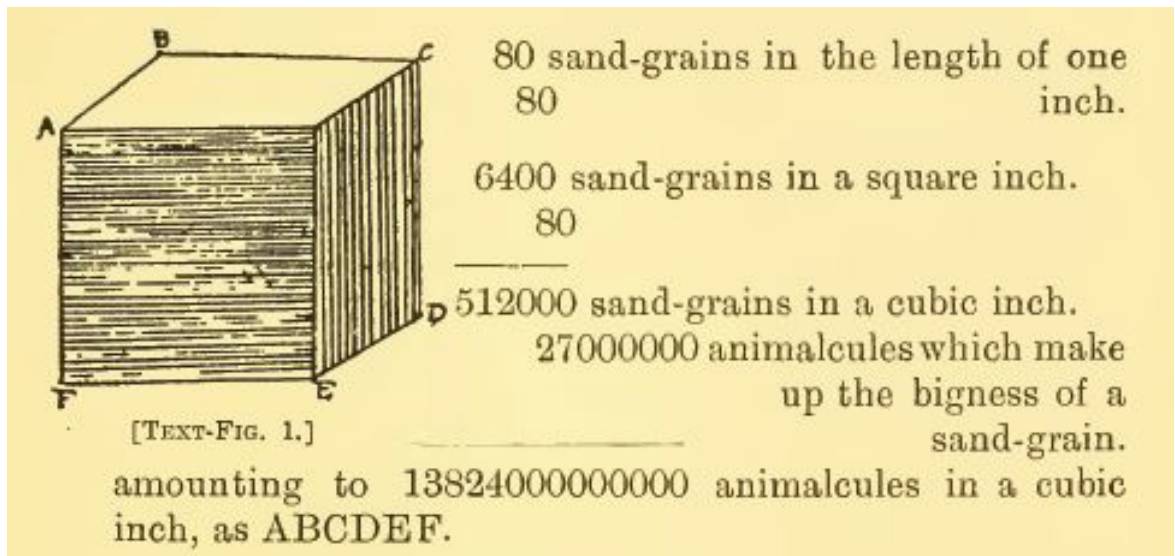 B
C
A
D
F
E
[Text-Fig. 1.]
80 sand-grains in the length of one
80 inch.
6400 sand-grains in a square inch.
80
512000 sand-grains in a cubic inch.
27000000 animalcules which make
up the bigness of a
sand-grain.
amounting to 13824000000000 animalcules in a cubic
inch, as ABCDEF.